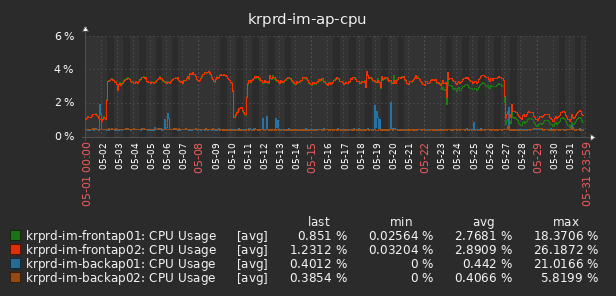 krprd-im-ap-cpu
6 %
4 %
2 %
0 %
05-01 00:00 05-02 05-03 05-04 05-05 05-06 05-07 05-08 05-09 05-10 05-11 05-12 05-13 05-14 05-15 05-16 05-17 05-18 05-19 05-20 05-21 05-22 05-23 05-24 05-25 05-26 05-27 05-28 05-29 05-30 05-31 05-31 23:59
last min avg max
krprd-im-frontap01: CPU Usage [avg] 0.851 % 0.02564 % 2.7681 % 18.3706 %
krprd-im-frontap02: CPU Usage [avg] 1.2312 % 0.03204 % 2.8909 % 26.1872 %
krprd-im-backap01: CPU Usage [avg] 0.4012 % 0 % 0.442 % 21.0166 %
krprd-im-backap02: CPU Usage [avg] 0.3854 % 0 % 0.4066 % 5.8199 %